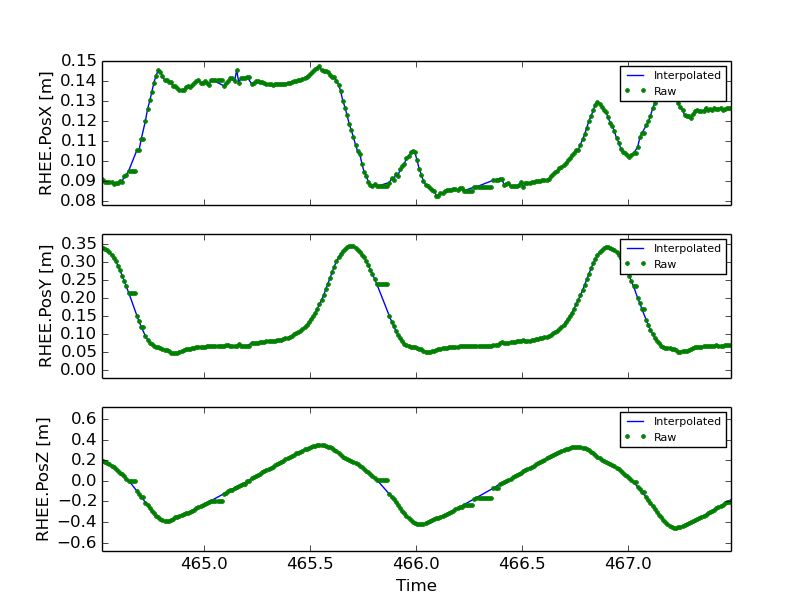 0.15
0.14
0.13
0.12
0.11
0.10
0.09
0.08
RHEE.PosX [m]
Interpolated
Raw
0.35
0.30
0.25
0.20
0.15
0.10
0.05
0.00
RHEE.PosY [m]
Interpolated
Raw
0.6
0.4
0.2
0.0
−0.2
−0.4
−0.6
RHEE.PosZ [m]
Interpolated
Raw
465.0 465.5 466.0 466.5 467.0
Time